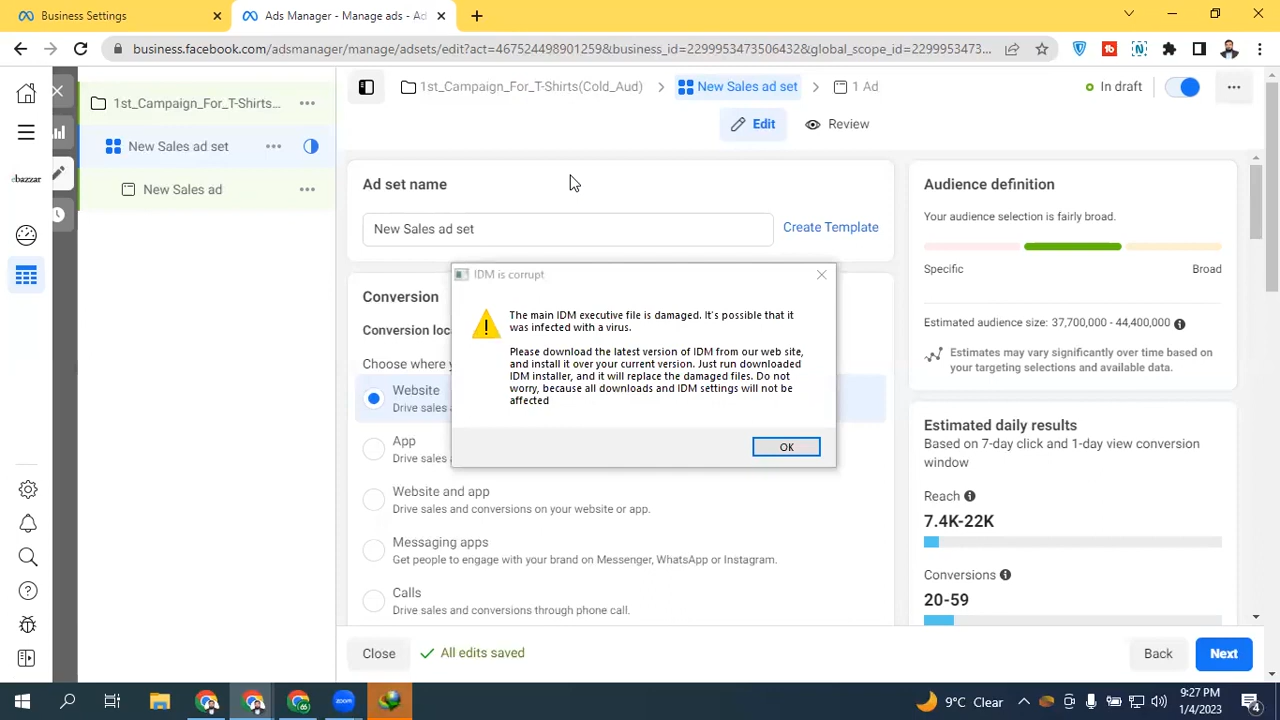 Business Settings
Ads Manager - Manage ads - Ad
business.facebook.com/adsmanager/manage/assets/edit?act=467524498901259&business_id=2299953473506432&global_scope_id=2299953473...
1st_Campaign_For_T-Shirts...
New Sales ad set
New Sales ad
ebazzar
1st_Campaign_For_T-Shirts(Cold_Aud)
New Sales ad set
1 Ad
In draft
Edit
Review
Ad set name
New Sales ad set
Create Template
Conversion
Conversion loc
Choose where y
Website
Drive sales a
App
Drive sales a
Website and app
Drive sales and conversions on your website or app.
Messaging apps
Get people to engage with your brand on Messenger, WhatsApp or Instagram.
Calls
Drive sales and conversions through phone call.
IDM is corrupt
The main IDM executive file is damaged. It's possible that it
was infected with a virus.
Please download the latest version of IDM from our web site,
and install it over your current version. Just run downloaded
IDM installer, and it will replace the damaged files. Do not
worry, because all downloads and IDM settings will not be
affected
OK
Audience definition
Your audience selection is fairly broad.
Specific
Broad
Estimated audience size: 37,700,000 - 44,400,000
Estimates may vary significantly over time based on
your targeting selections and available data.
Estimated daily results
Based on 7-day click and 1-day view conversion
window
Reach
7.4K-22K
Conversions
20-59
Close
All edits saved
Back
Next
zoom
9°C Clear
9:27 PM
1/4/2023
4